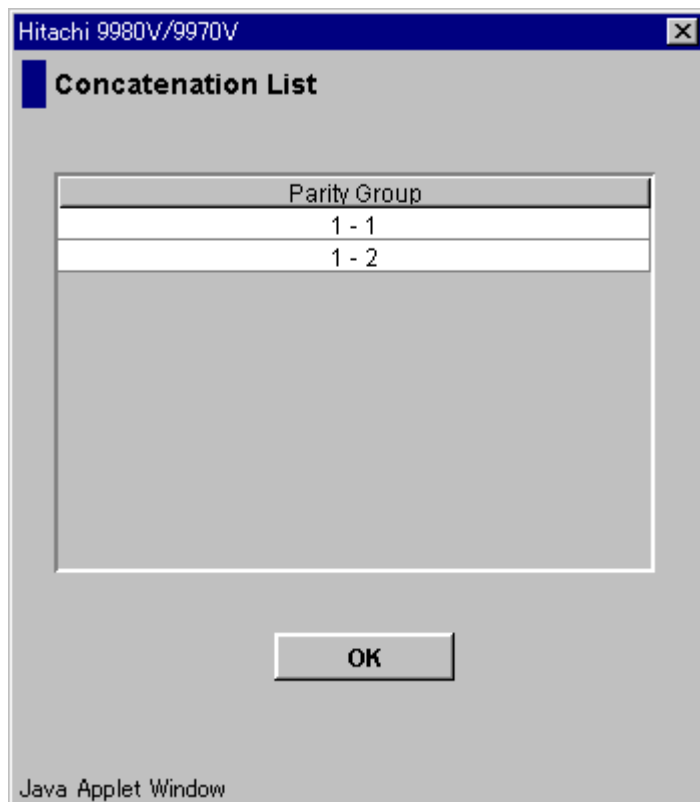 Hitachi 9980V/9970V
Concatenation List
Parity Group
1 - 1
1 - 2
OK
Java Applet Window